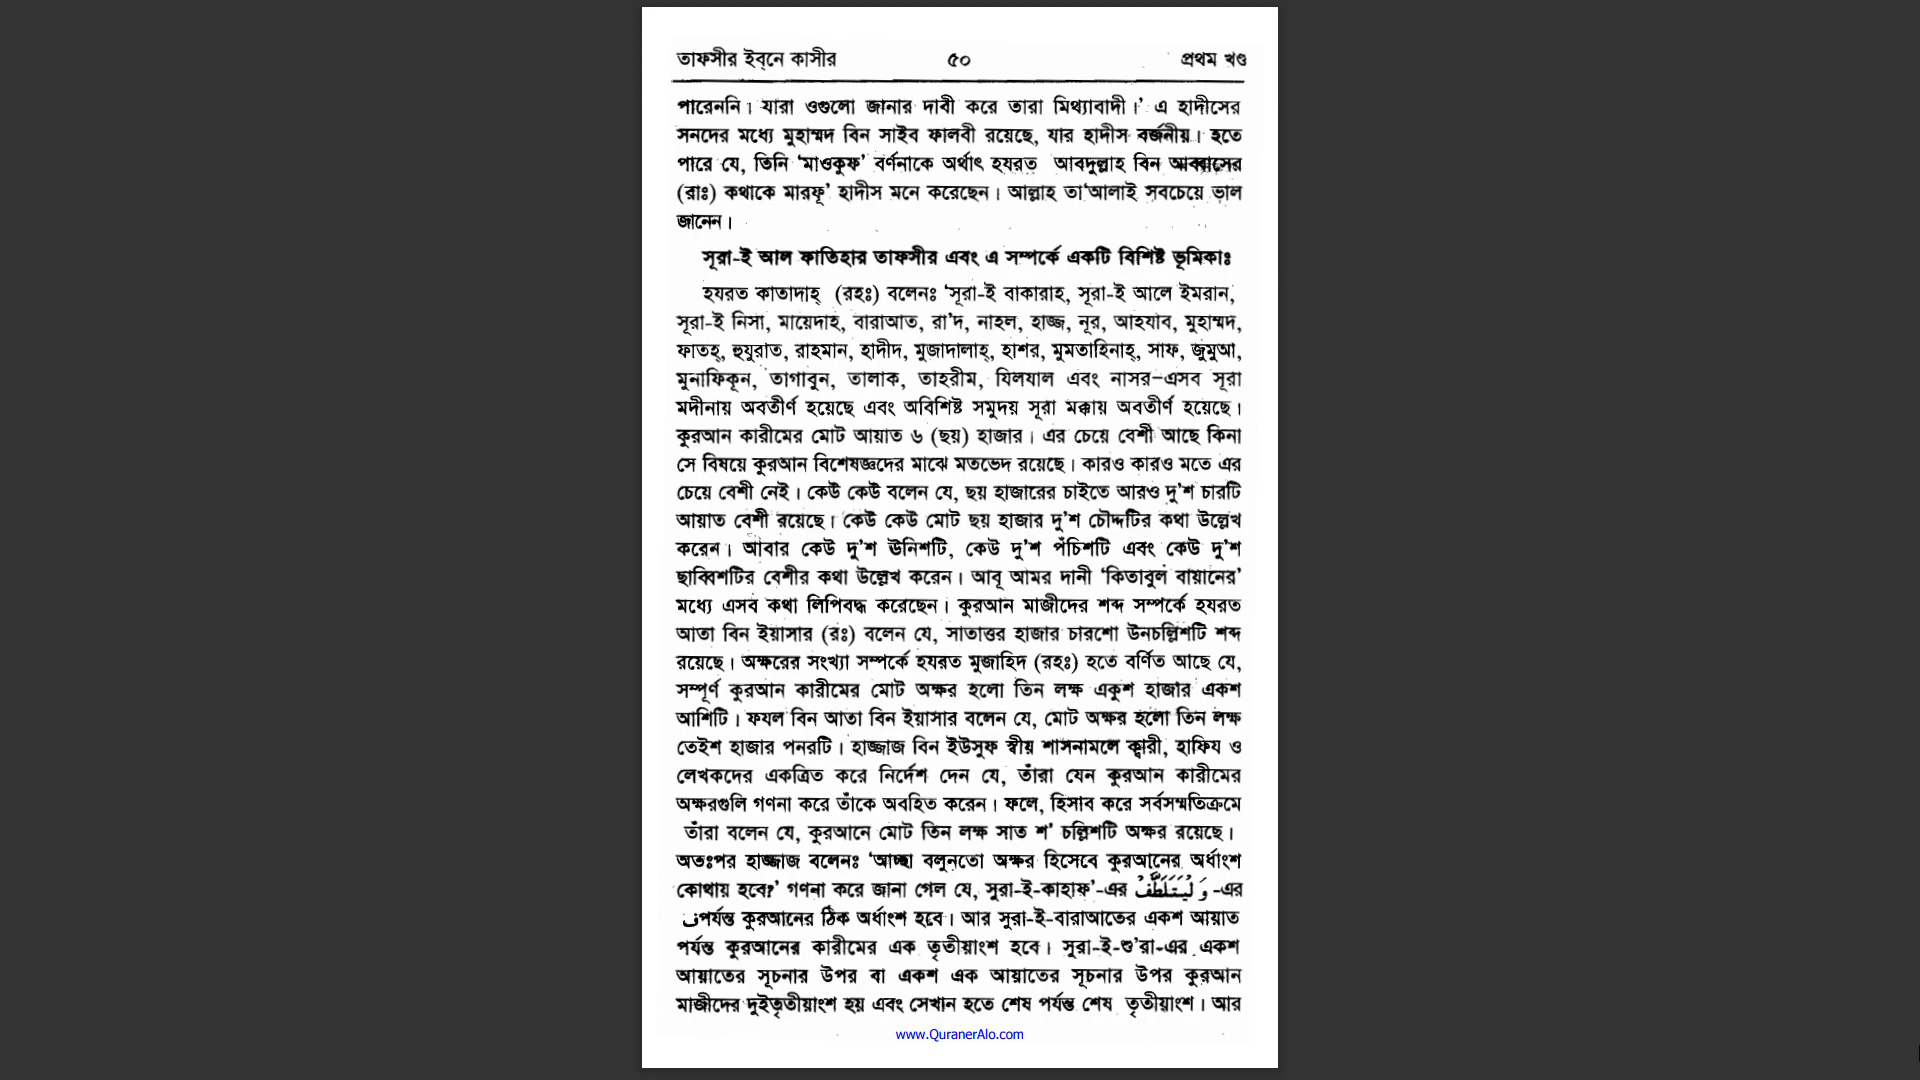 তাফসীর ইব্‌নে কাসীর ৫০ প্রথম খণ্ড
পারেননি। যারা ওগুলো জানার দাবী করে তারা মিথ্যাবাদী।’ এ হাদীসের
সনদের মধ্যে মুহাম্মদ বিন সাইব ফালবী রয়েছে, যার হাদীস বর্জনীয়। হতে
পারে যে, তিনি ‘মাওকুফ’ বর্ণনাকে অর্থাৎ হযরত আবদুল্লাহ বিন আব্বাসের
(রাঃ) কথাকে মারফূ’ হাদীস মনে করেছেন। আল্লাহ তা‘আলাই সবচেয়ে ভাল
জানেন।
সূরা-ই আল ফাতিহার তাফসীর এবং এ সম্পর্কে একটি বিশিষ্ট ভূমিকাঃ
হযরত কাতাদাহ্ (রহঃ) বলেনঃ ‘সূরা-ই বাকারাহ, সূরা-ই আলে ইমরান,
সূরা-ই নিসা, মায়েদাহ, বারাআত, রা’দ, নাহল, হাজ্জ, নূর, আহযাব, মুহাম্মদ,
ফাতহ্, হুযুরাত, রাহমান, হাদীদ, মুজাদালাহ্, হাশর, মুমতাহিনাহ্, সাফ, জুমুআ,
মুনাফিকূন, তাগাবুন, তালাক, তাহরীম, যিলযাল এবং নাসর–এসব সূরা
মদীনায় অবতীর্ণ হয়েছে এবং অবিশিষ্ট সমুদয় সূরা মক্কায় অবতীর্ণ হয়েছে।
কুরআন কারীমের মোট আয়াত ৬ (ছয়) হাজার। এর চেয়ে বেশী আছে কিনা
সে বিষয়ে কুরআন বিশেষজ্ঞদের মাঝে মতভেদ রয়েছে। কারও কারও মতে এর
চেয়ে বেশী নেই। কেউ কেউ বলেন যে, ছয় হাজারের চাইতে আরও দু’শ চারটি
আয়াত বেশী রয়েছে। কেউ কেউ মোট ছয় হাজার দু’শ চৌদ্দটির কথা উল্লেখ
করেন। আবার কেউ দু’শ ঊনিশটি, কেউ দু’শ পঁচিশটি এবং কেউ দু’শ
ছাব্বিশটির বেশীর কথা উল্লেখ করেন। আবূ আমর দানী ‘কিতাবুল বায়ানের’
মধ্যে এসব কথা লিপিবদ্ধ করেছেন। কুরআন মাজীদের শব্দ সম্পর্কে হযরত
আতা বিন ইয়াসার (রঃ) বলেন যে, সাতাত্তর হাজার চারশো উনচল্লিশটি শব্দ
রয়েছে। অক্ষরের সংখ্যা সম্পর্কে হযরত মুজাহিদ (রহঃ) হতে বর্ণিত আছে যে,
সম্পূর্ণ কুরআন কারীমের মোট অক্ষর হলো তিন লক্ষ একুশ হাজার একশ
আশিটি। ফযল বিন আতা বিন ইয়াসার বলেন যে, মোট অক্ষর হলো তিন লক্ষ
তেইশ হাজার পনরটি। হাজ্জাজ বিন ইউসুফ স্বীয় শাসনামলে ক্বারী, হাফিয ও
লেখকদের একত্রিত করে নির্দেশ দেন যে, তাঁরা যেন কুরআন কারীমের
অক্ষরগুলি গণনা করে তাঁকে অবহিত করেন। ফলে, হিসাব করে সর্বসম্মতিক্রমে
তাঁরা বলেন যে, কুরআনে মোট তিন লক্ষ সাত শ’ চল্লিশটি অক্ষর রয়েছে।
অতঃপর হাজ্জাজ বলেনঃ ‘আচ্ছা বলুনতো অক্ষর হিসেবে কুরআনের অর্ধাংশ
কোথায় হবে?’ গণনা করে জানা গেল যে, সুরা-ই-কাহাফ’-এর وَلْيَتَلَطَّفْ -এর
ف পর্যন্ত কুরআনের ঠিক অর্ধাংশ হবে। আর সুরা-ই-বারাআতের একশ আয়াত
পর্যন্ত কুরআনের কারীমের এক তৃতীয়াংশ হবে। সুরা-ই-শু’রা-এর একশ
আয়াতের সূচনার উপর বা একশ এক আয়াতের সূচনার উপর কুরআন
মাজীদের দুইতৃতীয়াংশ হয় এবং সেখান হতে শেষ পর্যন্ত শেষ তৃতীয়াংশ। আর
www.QuranerAlo.com